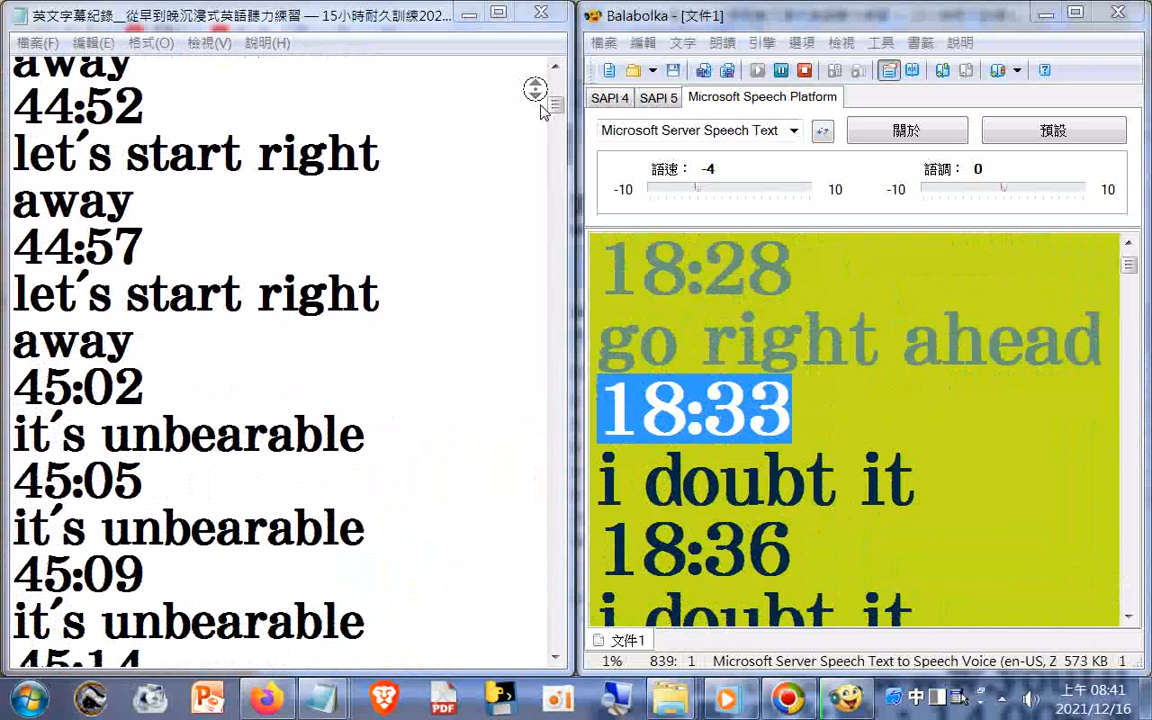 英文字幕紀錄__從早到晚沉浸式英語聽力練習 — 15小時耐久訓練202...
檔案(F) 編輯(E) 格式(O) 檢視(V) 說明(H)
away
44:52
let's start right
away
44:57
let's start right
away
45:02
it's unbearable
45:05
it's unbearable
45:09
it's unbearable
45:14
Balabolka - [文件1]
檔案 編輯 文字 朗讀 引擎 選項 檢視 工具 書籤 說明
SAPI 4 SAPI 5 Microsoft Speech Platform
Microsoft Server Speech Text 關於 預設
語速： -4 語調： 0
-10 10 -10 10
18:28
go right ahead
18:33
i doubt it
18:36
i doubt it
文件1
1% 839: 1 Microsoft Server Speech Text to Speech Voice (en-US, Z 573 KB 1
PDF 中 上午 08:41
2021/12/16